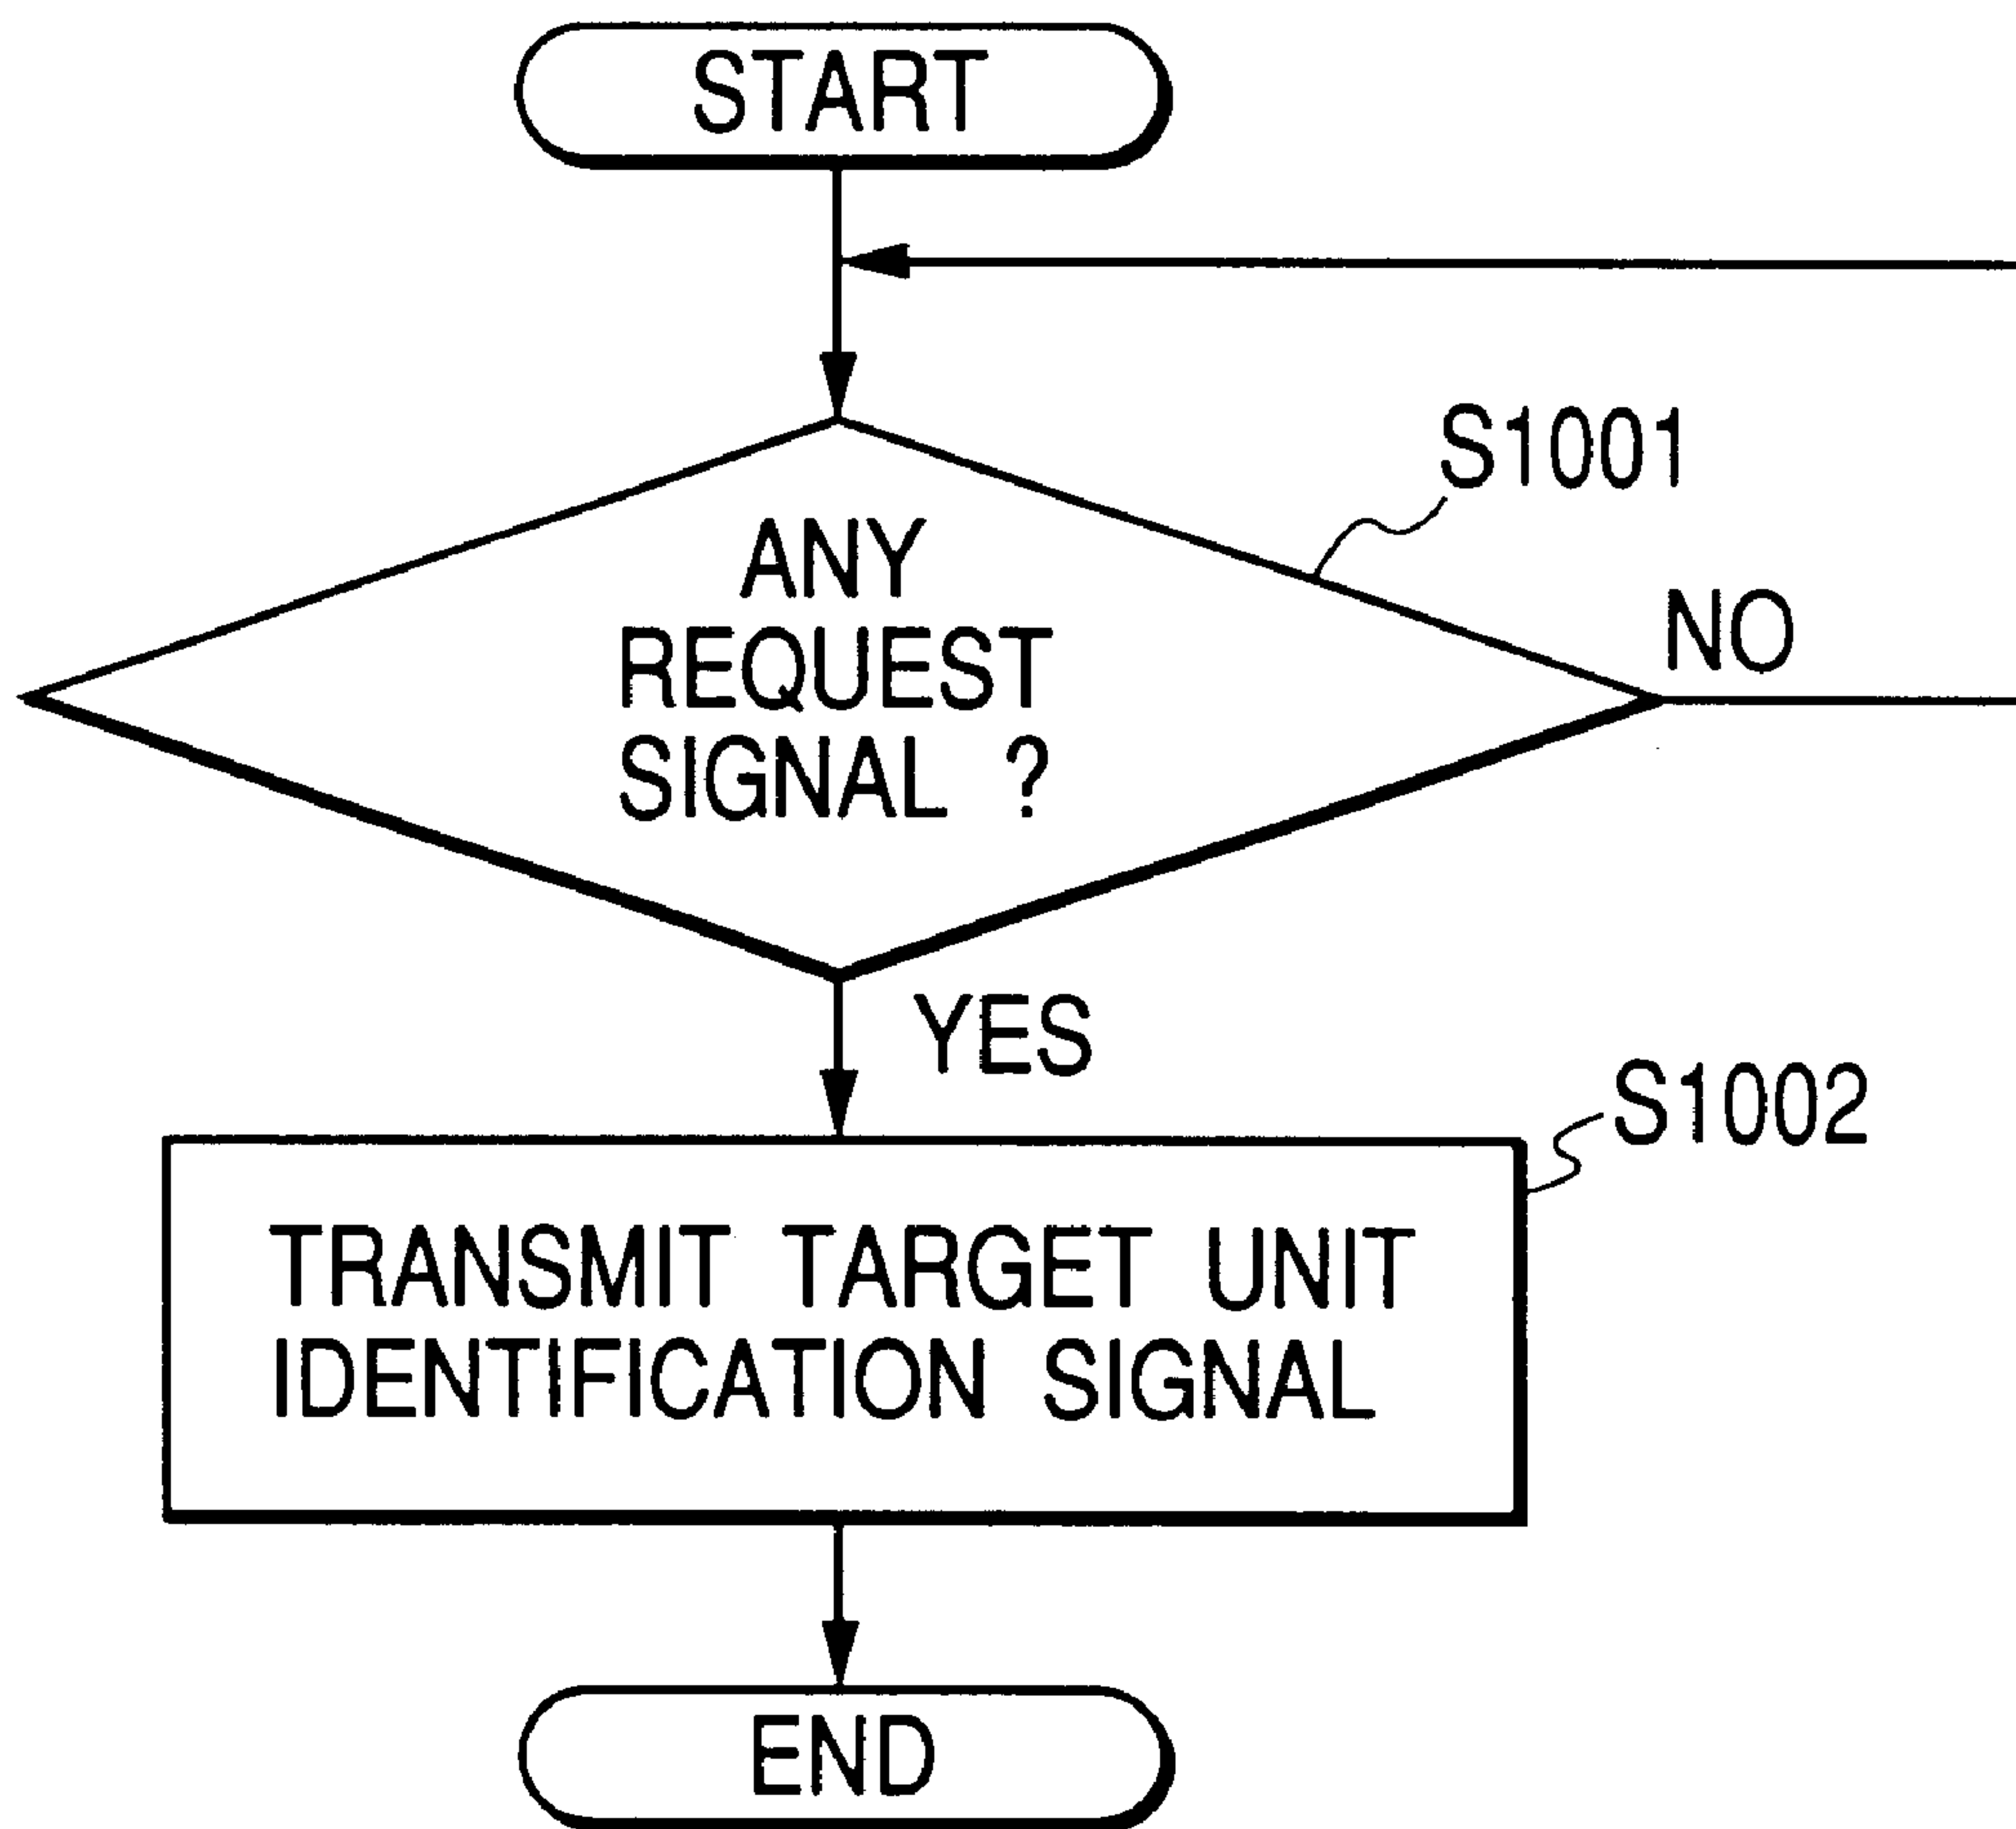 START
S1001
ANY
REQUEST
SIGNAL ?
NO
YES
S1002
TRANSMIT TARGET UNIT
IDENTIFICATION SIGNAL
END